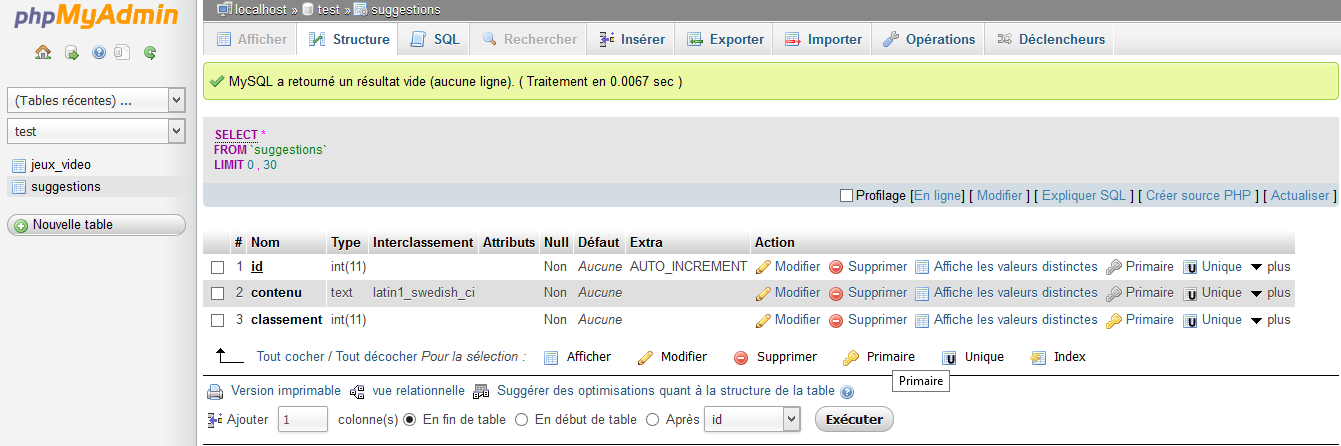 phpMyAdmin
localhost » test » suggestions
Afficher Structure SQL Rechercher Insérer Exporter Importer Opérations Déclencheurs
MySQL a retourné un résultat vide (aucune ligne). ( Traitement en 0.0067 sec )
(Tables récentes) ...
test
jeux_video
suggestions
Nouvelle table
SELECT *
FROM `suggestions`
LIMIT 0 , 30
Profilage [En ligne] [ Modifier ] [ Expliquer SQL ] [ Créer source PHP ] [ Actualiser ]
# Nom Type Interclassement Attributs Null Défaut Extra Action
1 id int(11) Non Aucune AUTO_INCREMENT Modifier Supprimer Affiche les valeurs distinctes Primaire U Unique plus
2 contenu text latin1_swedish_ci Non Aucune Modifier Supprimer Affiche les valeurs distinctes Primaire U Unique plus
3 classement int(11) Non Aucune Modifier Supprimer Affiche les valeurs distinctes Primaire U Unique plus
Tout cocher / Tout décocher Pour la sélection : Afficher Modifier Supprimer Primaire U Unique Index
Primaire
Version imprimable vue relationnelle Suggérer des optimisations quant à la structure de la table
Ajouter 1 colonne(s) En fin de table En début de table Après id Exécuter